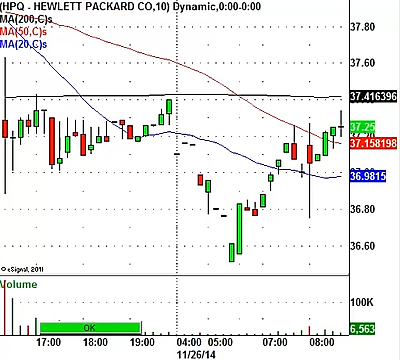 (HPQ - HEWLETT PACKARD CO,10) Dynamic,0:00-0:00
MA(200,C)s
MA(50,C)s
MA(20,C)s
37.80
37.60
37.416396
37.25
37.158198
36.9815
36.80
36.60
© eSignal, 2011
Volume
100K
OK
6,563
17:00
18:00
19:00
04:00
05:00
07:00
08:00
11/26/14